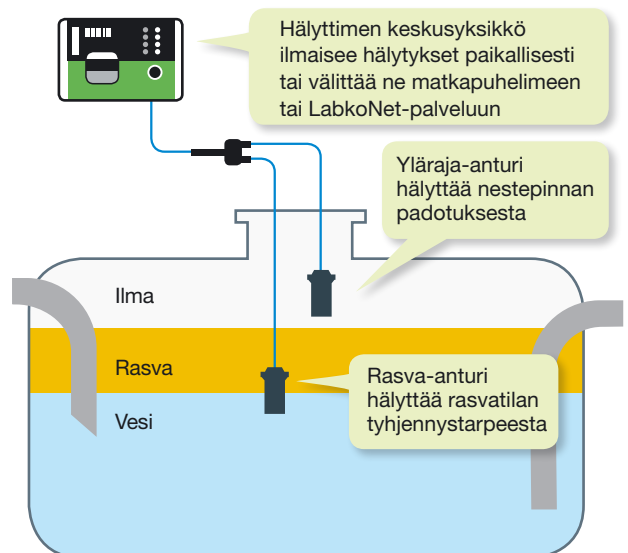 Hälyttimen keskusyksikkö
ilmaisee hälytykset paikallisesti
tai välittää ne matkapuhelimeen
tai LabkoNet-palveluun
Yläraja-anturi
hälyttää nestepinnan
padotuksesta
Ilma
Rasva
Rasva-anturi
hälyttää rasvatilan
tyhjennystarpeesta
Vesi